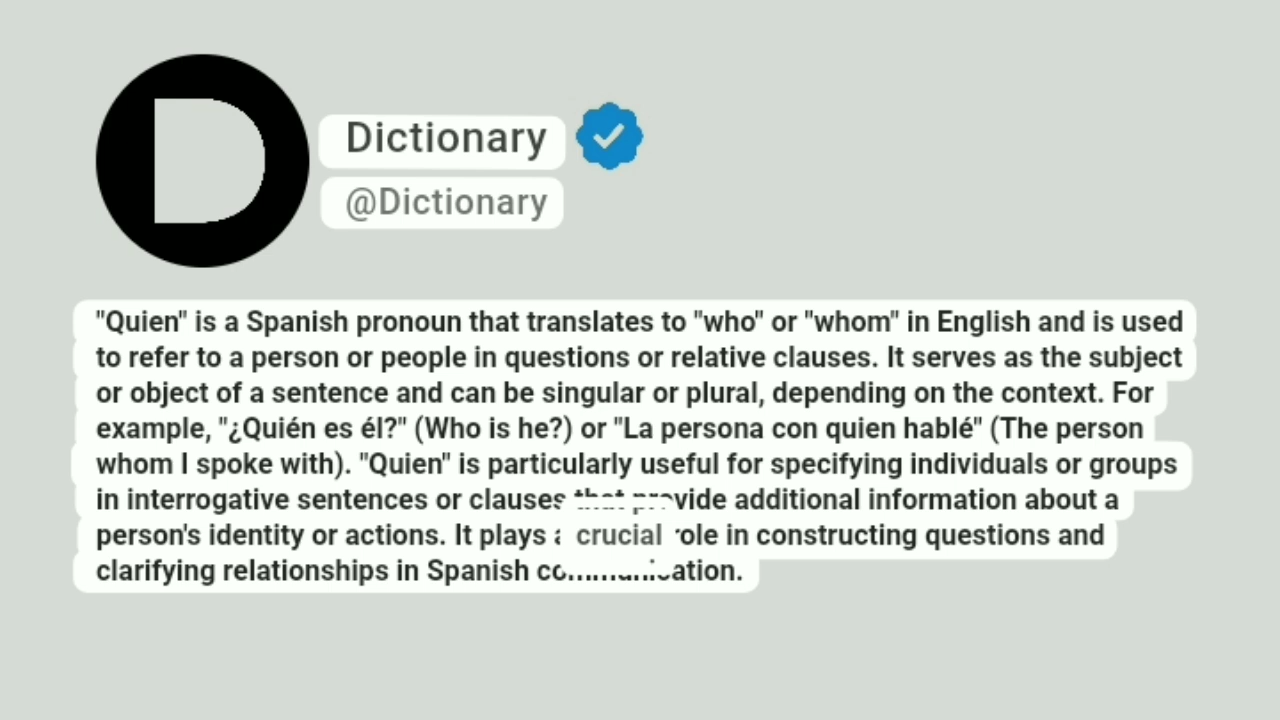 D
Dictionary
@Dictionary
"Quien" is a Spanish pronoun that translates to "who" or "whom" in English and is used
to refer to a person or people in questions or relative clauses. It serves as the subject
or object of a sentence and can be singular or plural, depending on the context. For
example, "¿Quién es él?" (Who is he?) or "La persona con quien hablé" (The person
whom I spoke with). "Quien" is particularly useful for specifying individuals or groups
in interrogative sentences or clauses that provide additional information about a
person's identity or actions. It plays a crucial role in constructing questions and
clarifying relationships in Spanish communication.